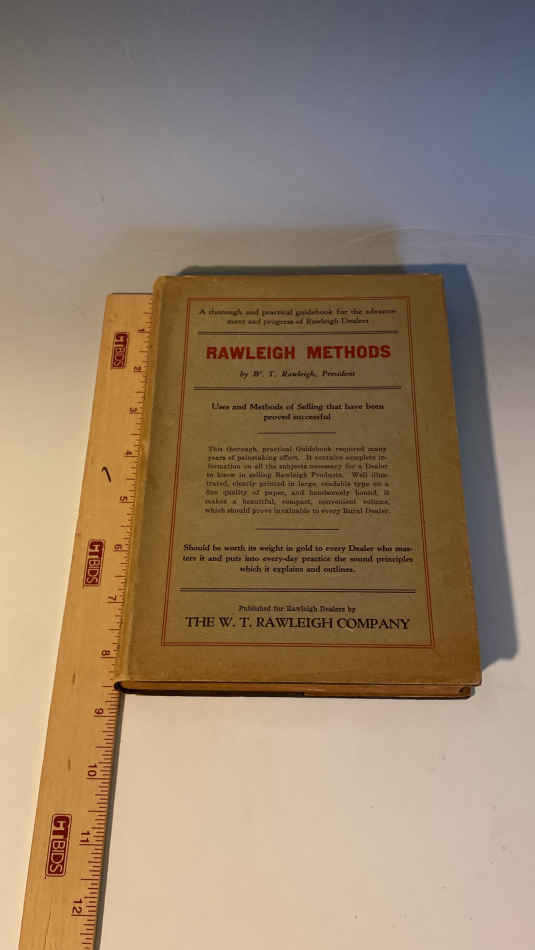 A thorough and practical guidebook for the advance-
ment and progress of Rawleigh Dealers
RAWLEIGH METHODS
by W. T. Rawleigh, President
Uses and Methods of Selling that have been
proved successful
This thorough, practical Guidebook required many
years of painstaking effort. It contains complete in-
formation on all the subjects necessary for a Dealer
to know in selling Rawleigh Products. Well illus-
trated, clearly printed in large, readable type on a
fine quality of paper, and handsomely bound, it
makes a beautiful, compact, convenient volume,
which should prove invaluable to every Rural Dealer.
Should be worth its weight in gold to every Dealer who mas-
ters it and puts into every-day practice the sound principles
which it explains and outlines.
Published for Rawleigh Dealers by
THE W. T. RAWLEIGH COMPANY
1
2
3
4
5
6
7
8
9
10
11
12
CTBIDS
CTBIDS
CTBIDS